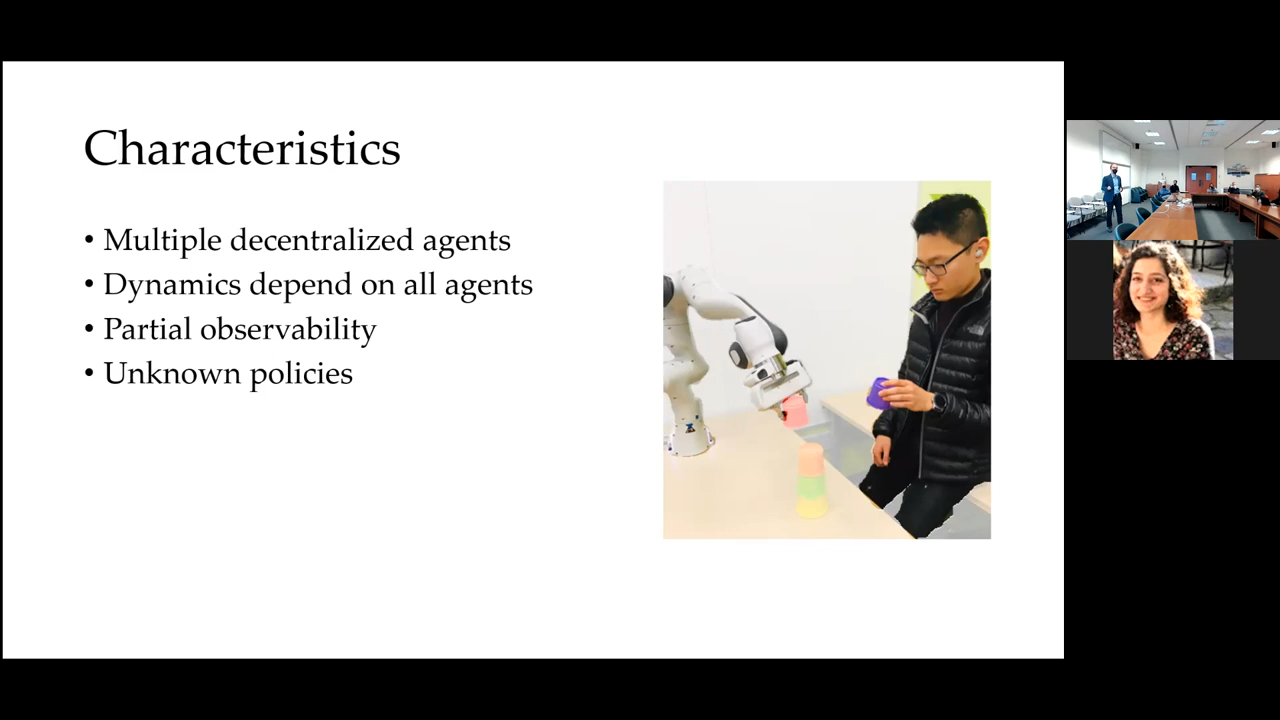 Characteristics
• Multiple decentralized agents
• Dynamics depend on all agents
• Partial observability
• Unknown policies